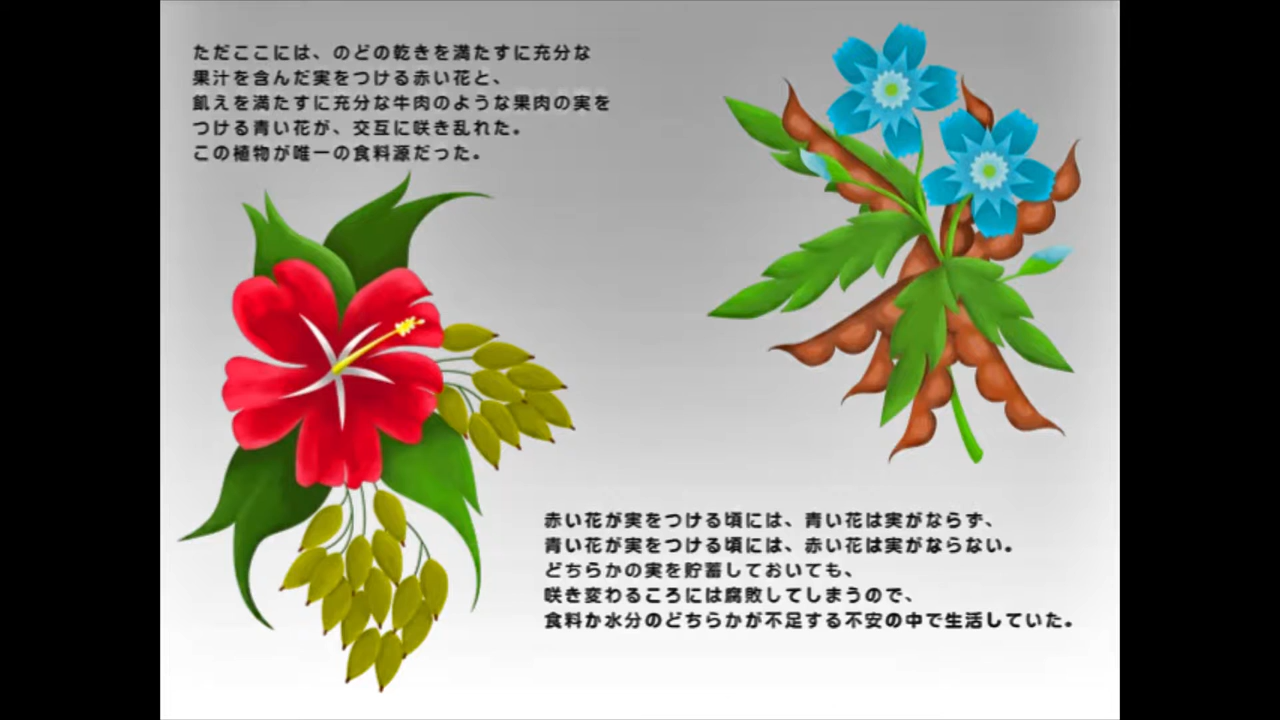 ただここには、のどの乾きを満たすに充分な
果汁を含んだ実をつける赤い花と、
飢えを満たすに充分な牛肉のような果肉の実を
つける青い花が、交互に咲き乱れた。
この植物が唯一の食料源だった。
赤い花が実をつける頃には、青い花は実がならず、
青い花が実をつける頃には、赤い花は実がならない。
どちらかの実を貯蓄しておいても、
咲き変わるころには腐敗してしまうので、
食料か水分のどちらかが不足する不安の中で生活していた。